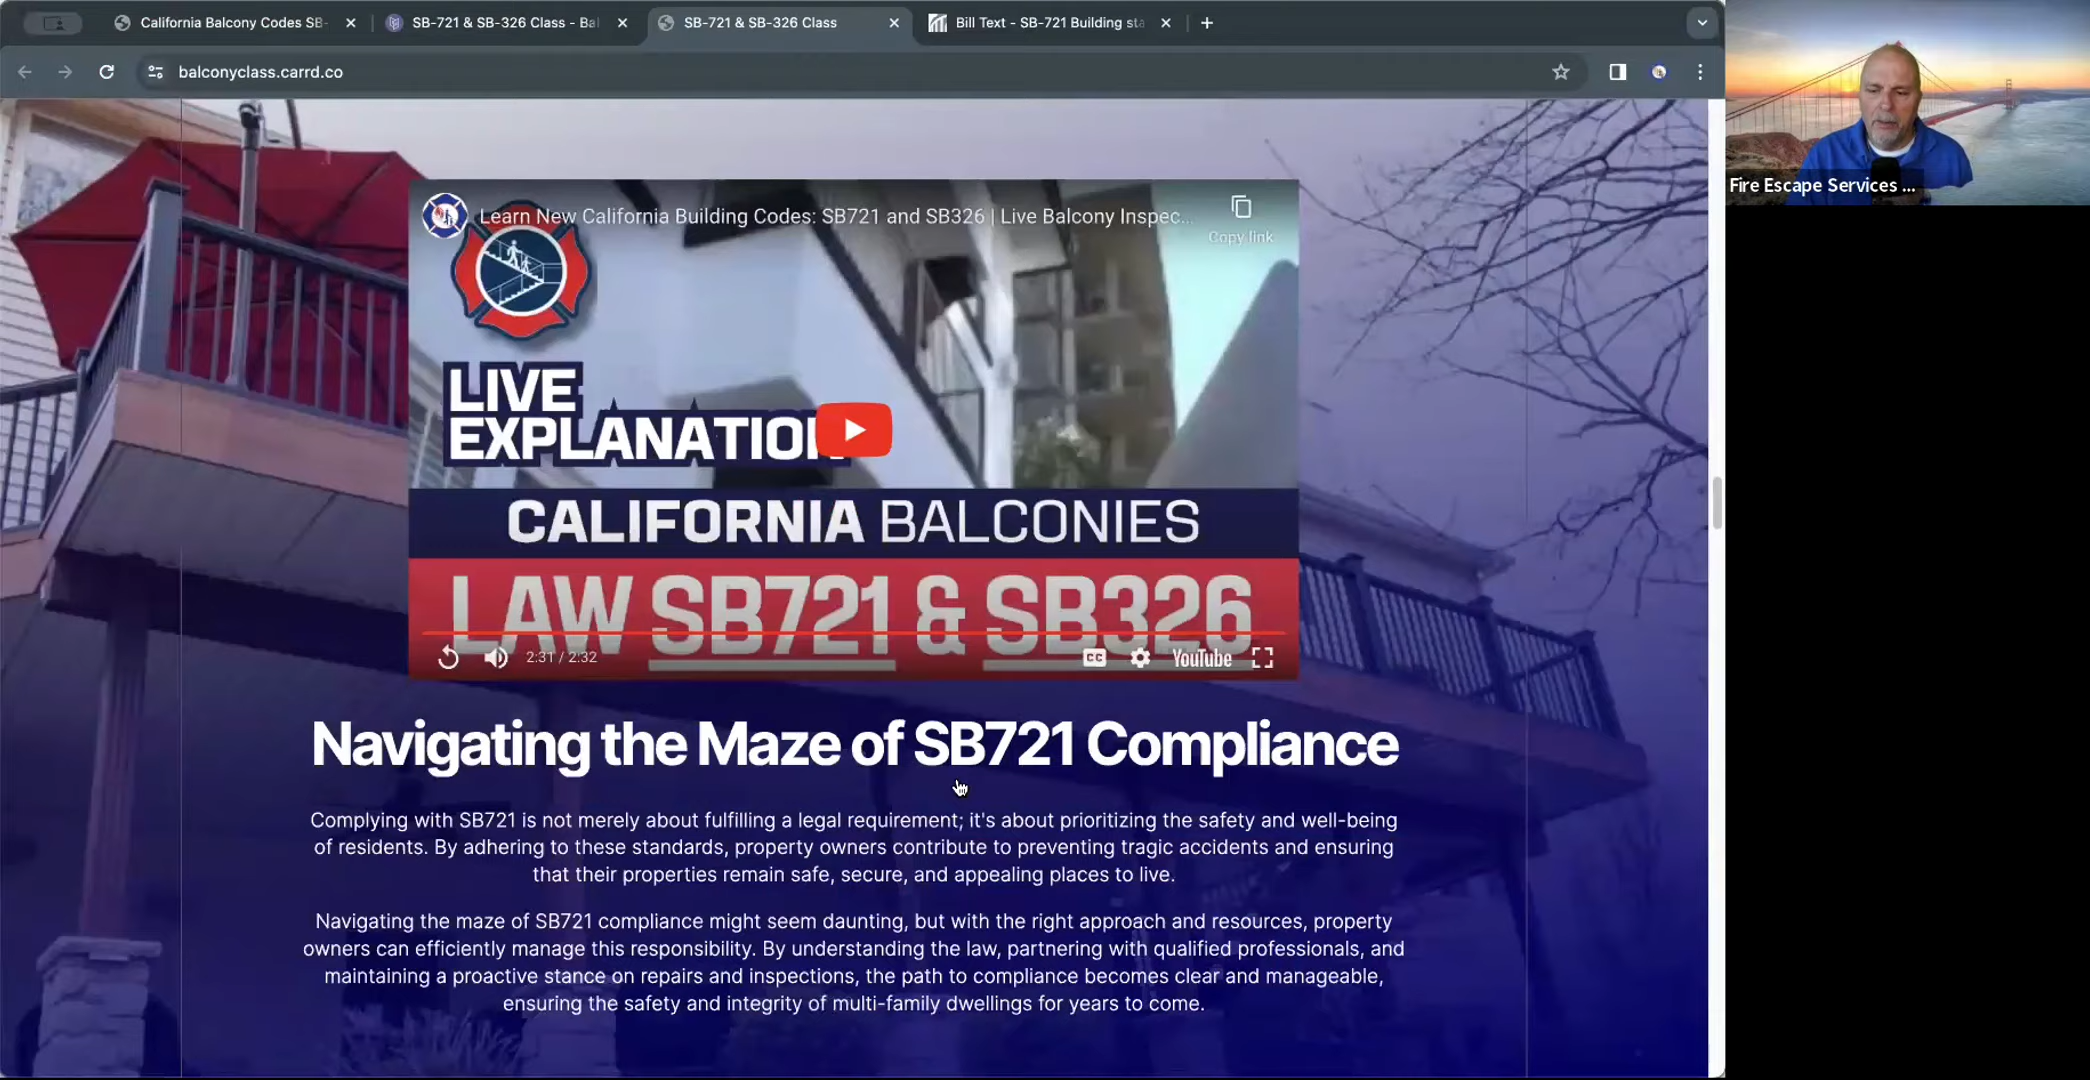 California Balcony Codes SB-
SB-721 & SB-326 Class - Bal
SB-721 & SB-326 Class
Bill Text - SB-721 Building sta
balconyclass.carrd.co
Fire Escape Services ...
Learn New California Building Codes: SB721 and SB326 | Live Balcony Inspec...
Copy link
LIVE
EXPLANATION
CALIFORNIA BALCONIES
LAW SB721 & SB326
2:31 / 2:32
CC
YouTube
Navigating the Maze of SB721 Compliance
Complying with SB721 is not merely about fulfilling a legal requirement; it's about prioritizing the safety and well-being
of residents. By adhering to these standards, property owners contribute to preventing tragic accidents and ensuring
that their properties remain safe, secure, and appealing places to live.
Navigating the maze of SB721 compliance might seem daunting, but with the right approach and resources, property
owners can efficiently manage this responsibility. By understanding the law, partnering with qualified professionals, and
maintaining a proactive stance on repairs and inspections, the path to compliance becomes clear and manageable,
ensuring the safety and integrity of multi-family dwellings for years to come.